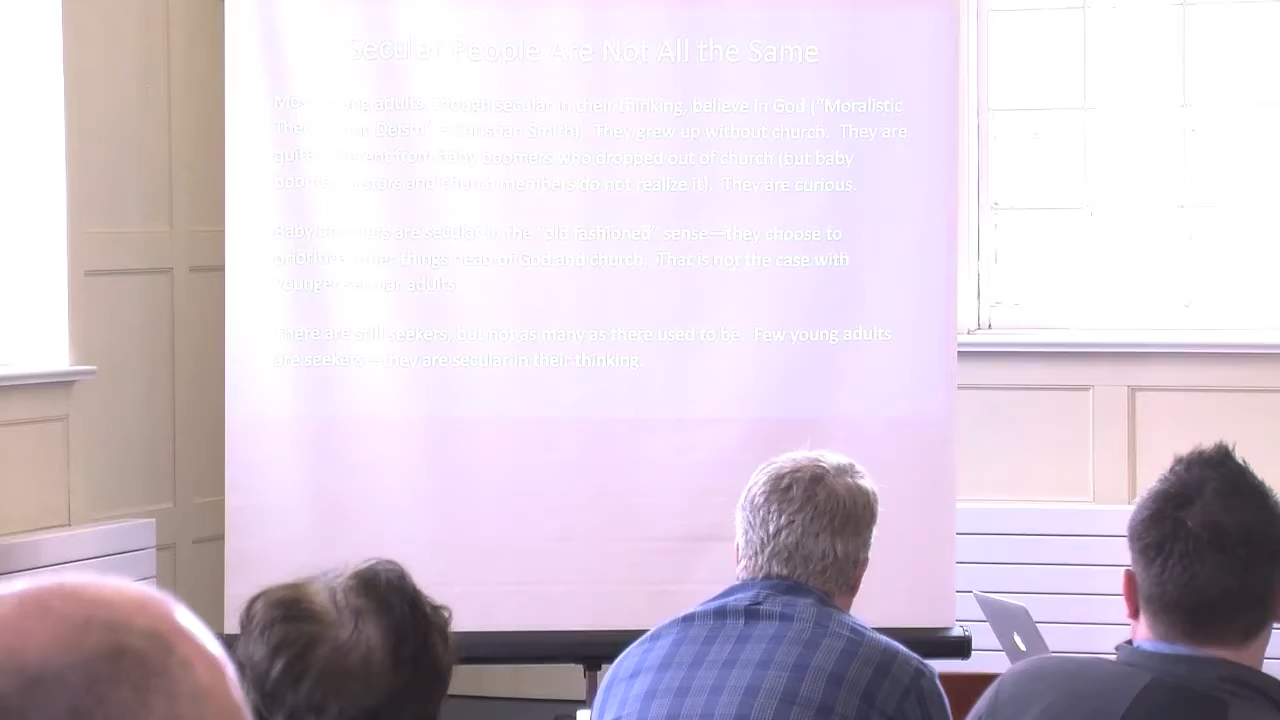 Secular People Are Not All the Same
adults, though secular in their thinking, believe in God ("Moralistic
Deism" – Christian Smith). They grew up without church. They are
from baby boomers who dropped out of church (but baby
pastors and church members do not realize it). They are curious.
Baby are secular in the "old fashioned" sense—they choose to
prioritize other things head of God and church. That is not the case with
younger secular adults.
There are still seekers, but not as many as there used to be. Few young adults
are seekers—they are secular in their thinking.